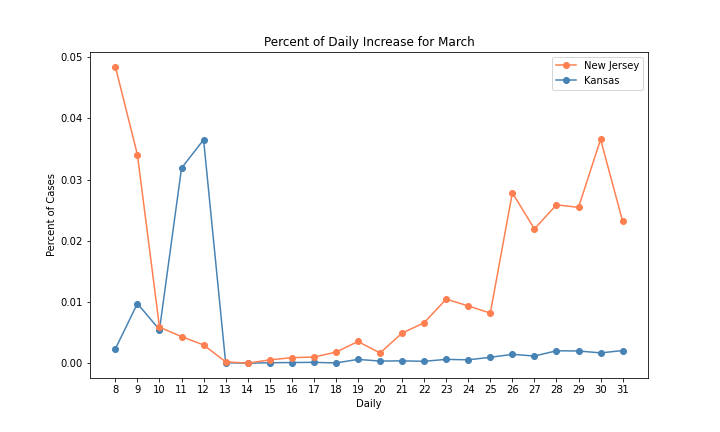 Percent of Daily Increase for March
New Jersey
Kansas
Percent of Cases
0.05
0.04
0.03
0.02
0.01
0.00
8 9 10 11 12 13 14 15 16 17 18 19 20 21 22 23 24 25 26 27 28 29 30 31
Daily